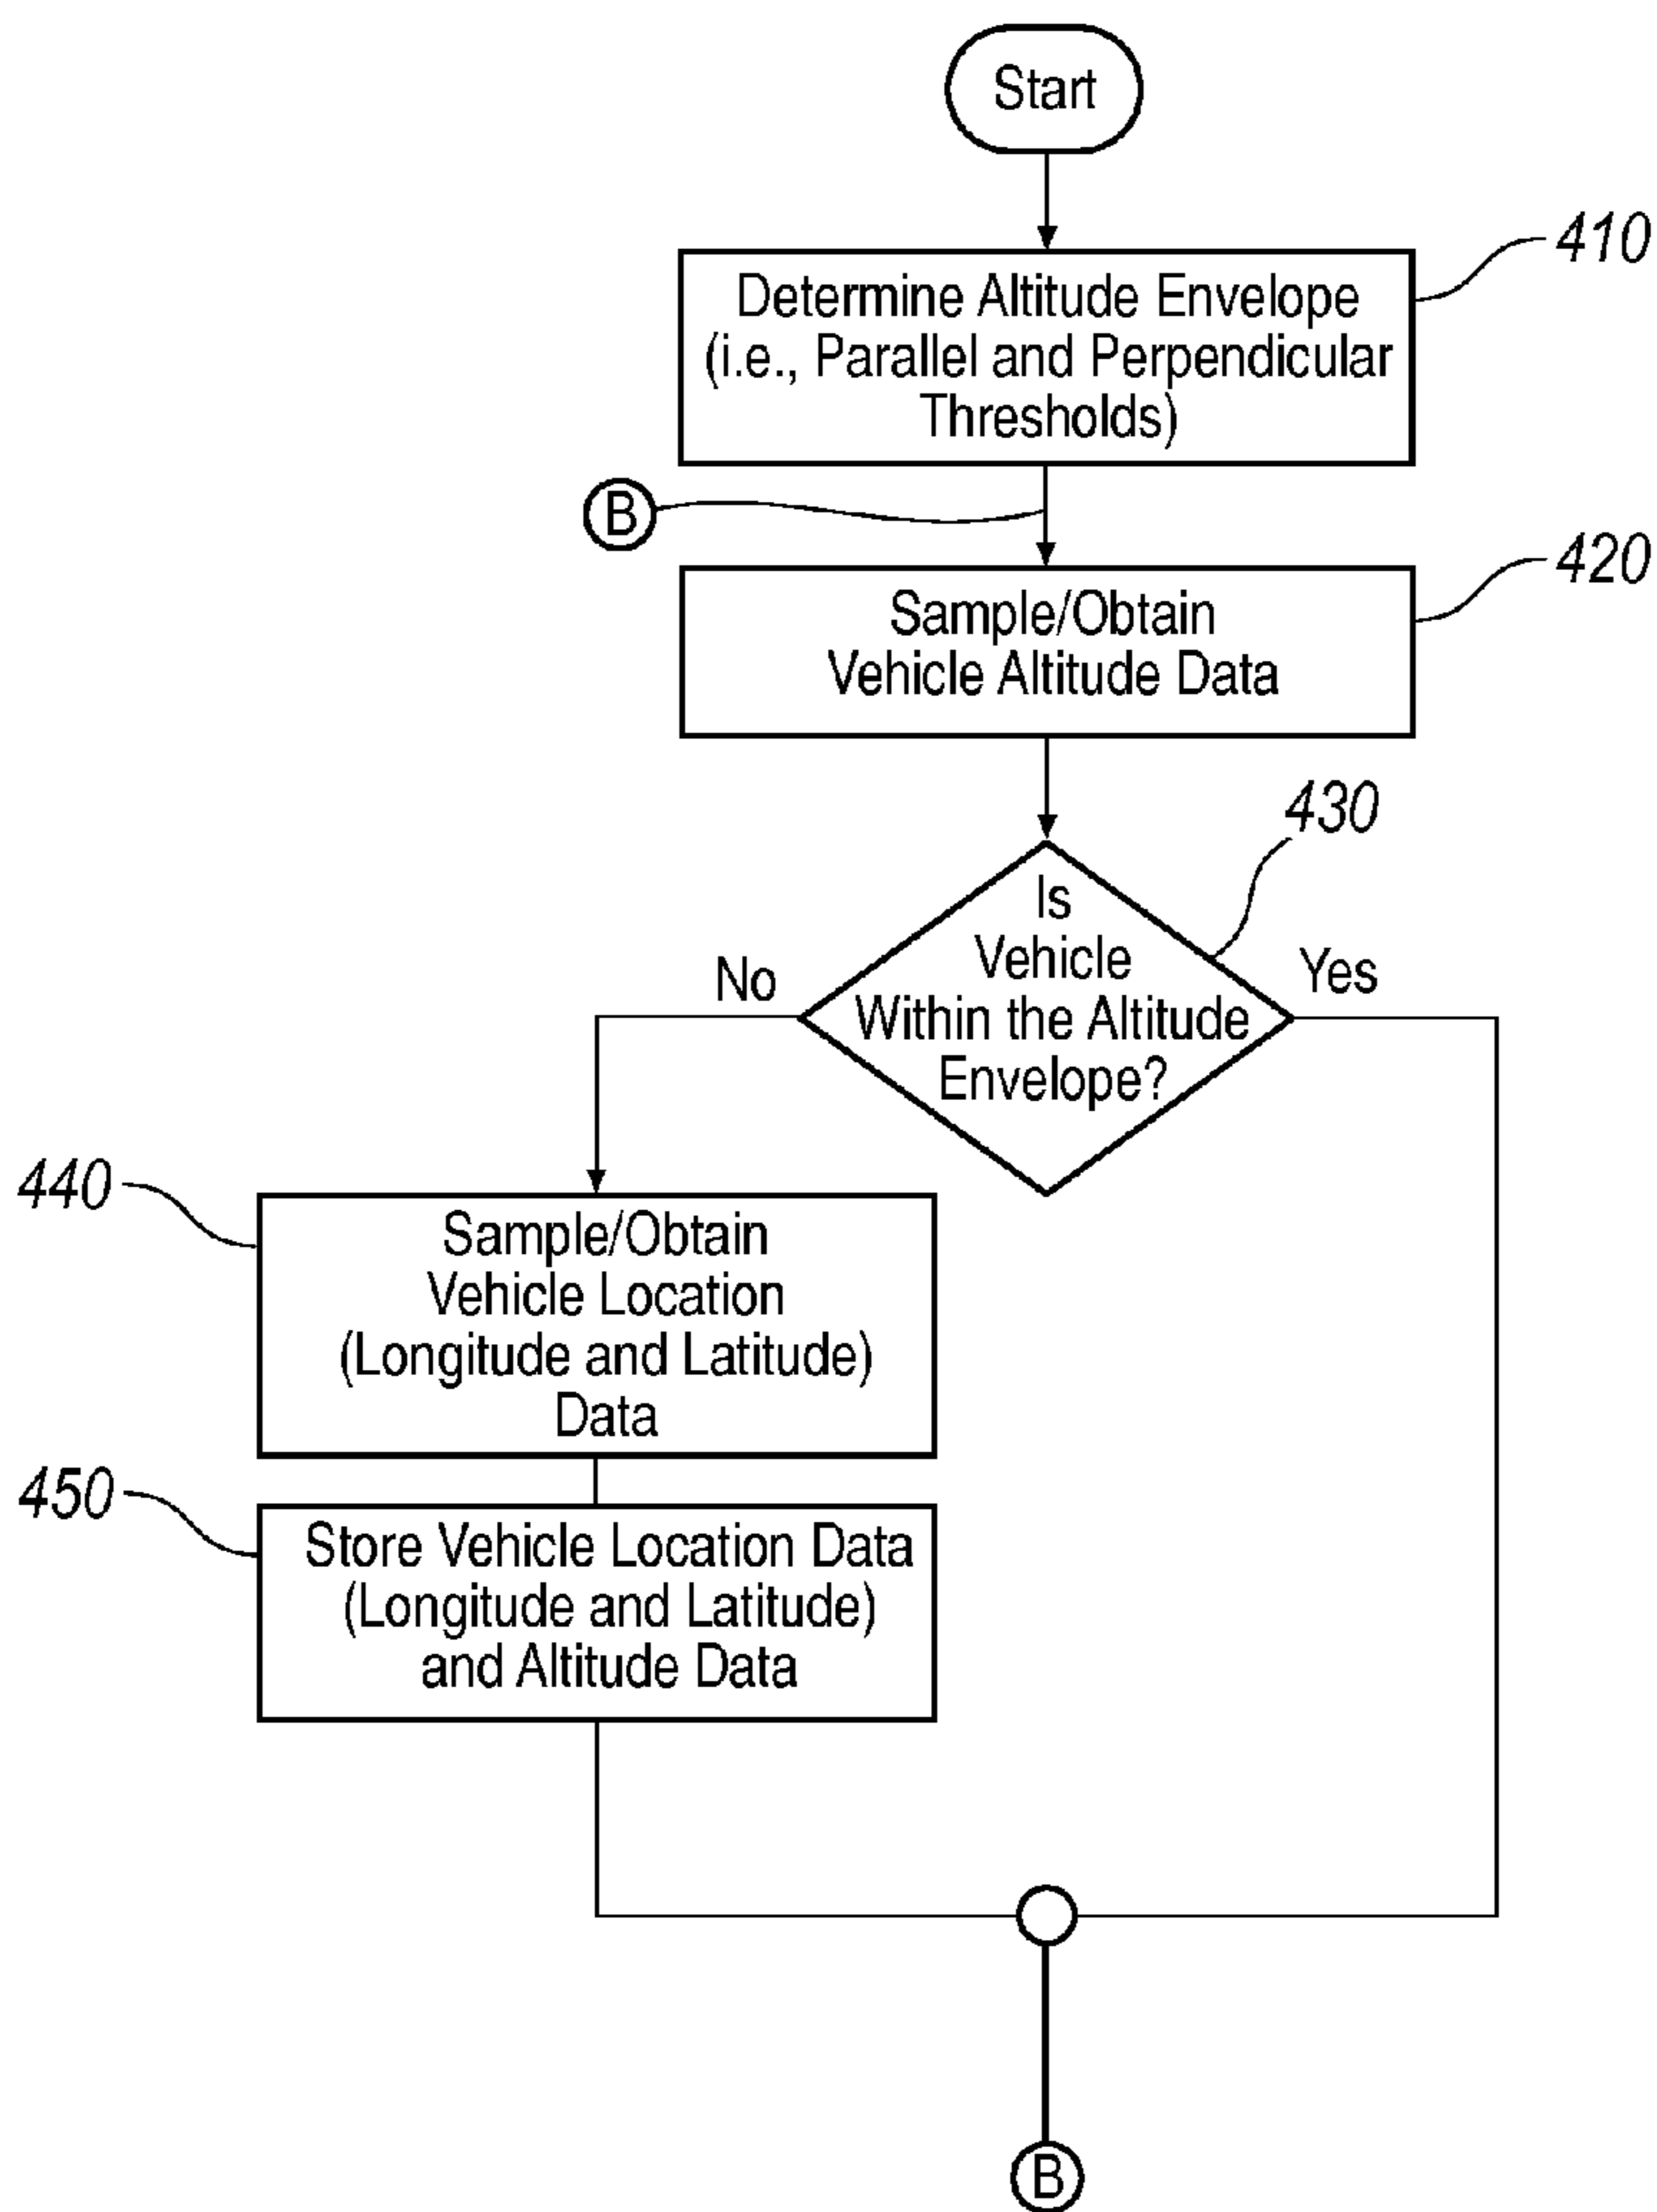 Start
410
Determine Altitude Envelope
(i.e., Parallel and Perpendicular
Thresholds)
B
420
Sample/Obtain
Vehicle Altitude Data
430
Is
Vehicle
Within the Altitude
Envelope?
No
Yes
440
Sample/Obtain
Vehicle Location
(Longitude and Latitude)
Data
450
Store Vehicle Location Data
(Longitude and Latitude)
and Altitude Data
B